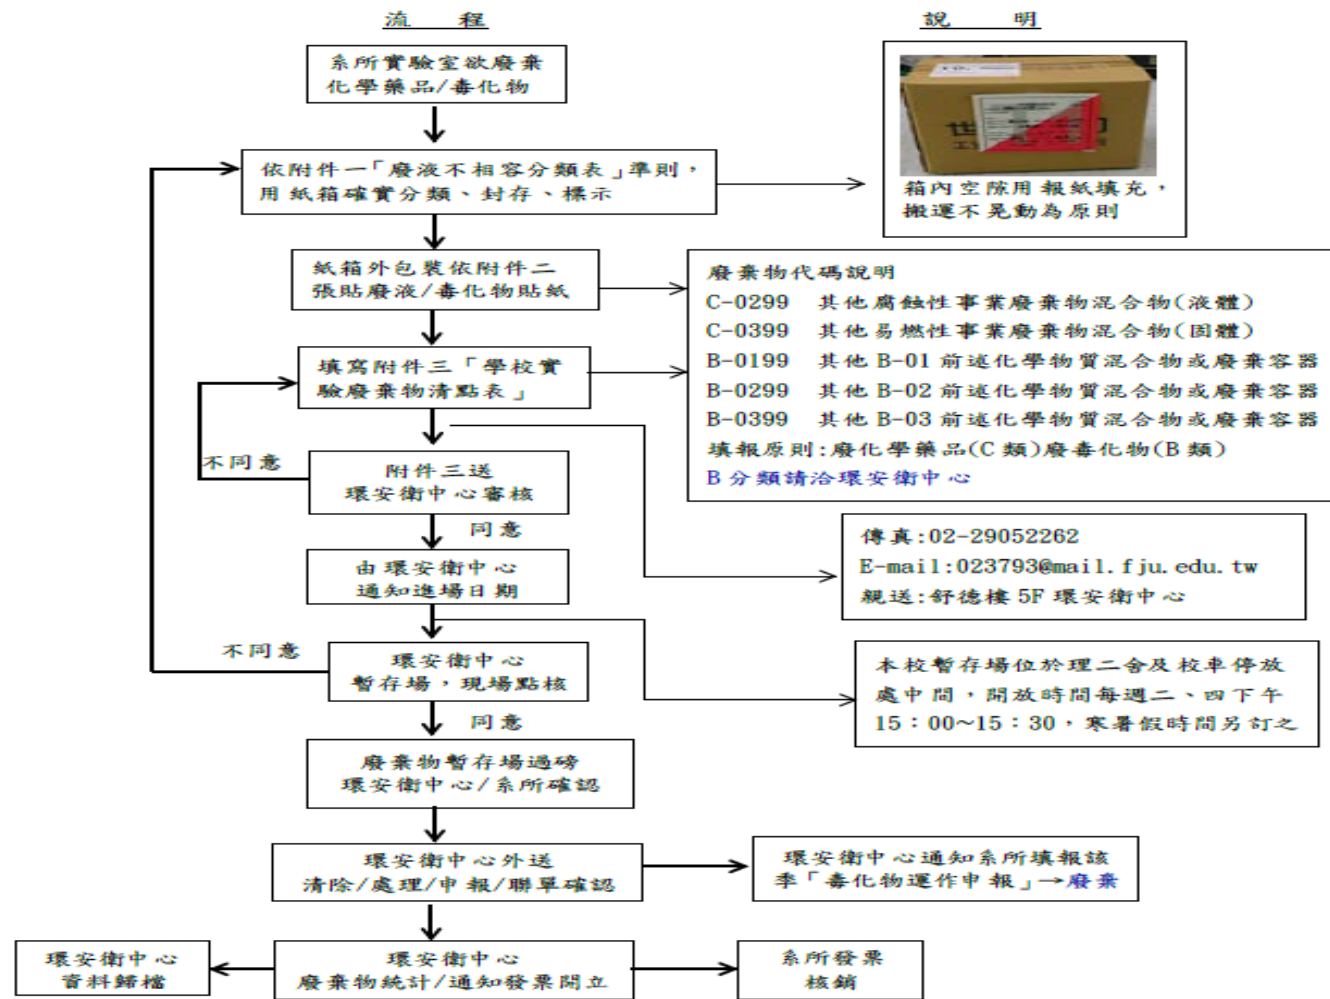 流 程
說 明
系所實驗室欲廢棄
化學藥品/毒化物
依附件一「廢液不相容分類表」準則，
用紙箱確實分類、封存、標示
箱內空隙用報紙填充，
搬運不晃動為原則
紙箱外包裝依附件二
張貼廢液/毒化物貼紙
廢棄物代碼說明
C-0299 其他腐蝕性事業廢棄物混合物(液體)
C-0399 其他易燃性事業廢棄物混合物(固體)
B-0199 其他 B-01 前述化學物質混合物或廢棄容器
B-0299 其他 B-02 前述化學物質混合物或廢棄容器
B-0399 其他 B-03 前述化學物質混合物或廢棄容器
填報原則:廢化學藥品(C 類)廢毒化物(B 類)
B 分類請洽環安衛中心
填寫附件三「學校實
驗廢棄物清點表」
不同意
附件三送
環安衛中心審核
同意
傳真:02-29052262
E-mail:023793@mail.fju.edu.tw
親送:舒德樓 5F 環安衛中心
由環安衛中心
通知進場日期
不同意
環安衛中心
暫存場，現場點核
本校暫存場位於理二舍及校車停放
處中間，開放時間每週二、四下午
15：00~15：30，寒暑假時間另訂之
同意
廢棄物暫存場過磅
環安衛中心/系所確認
環安衛中心外送
清除/處理/申報/聯單確認
環安衛中心通知系所填報該
季「毒化物運作申報」→廢棄
環安衛中心
資料歸檔
環安衛中心
廢棄物統計/通知發票開立
系所發票
核銷